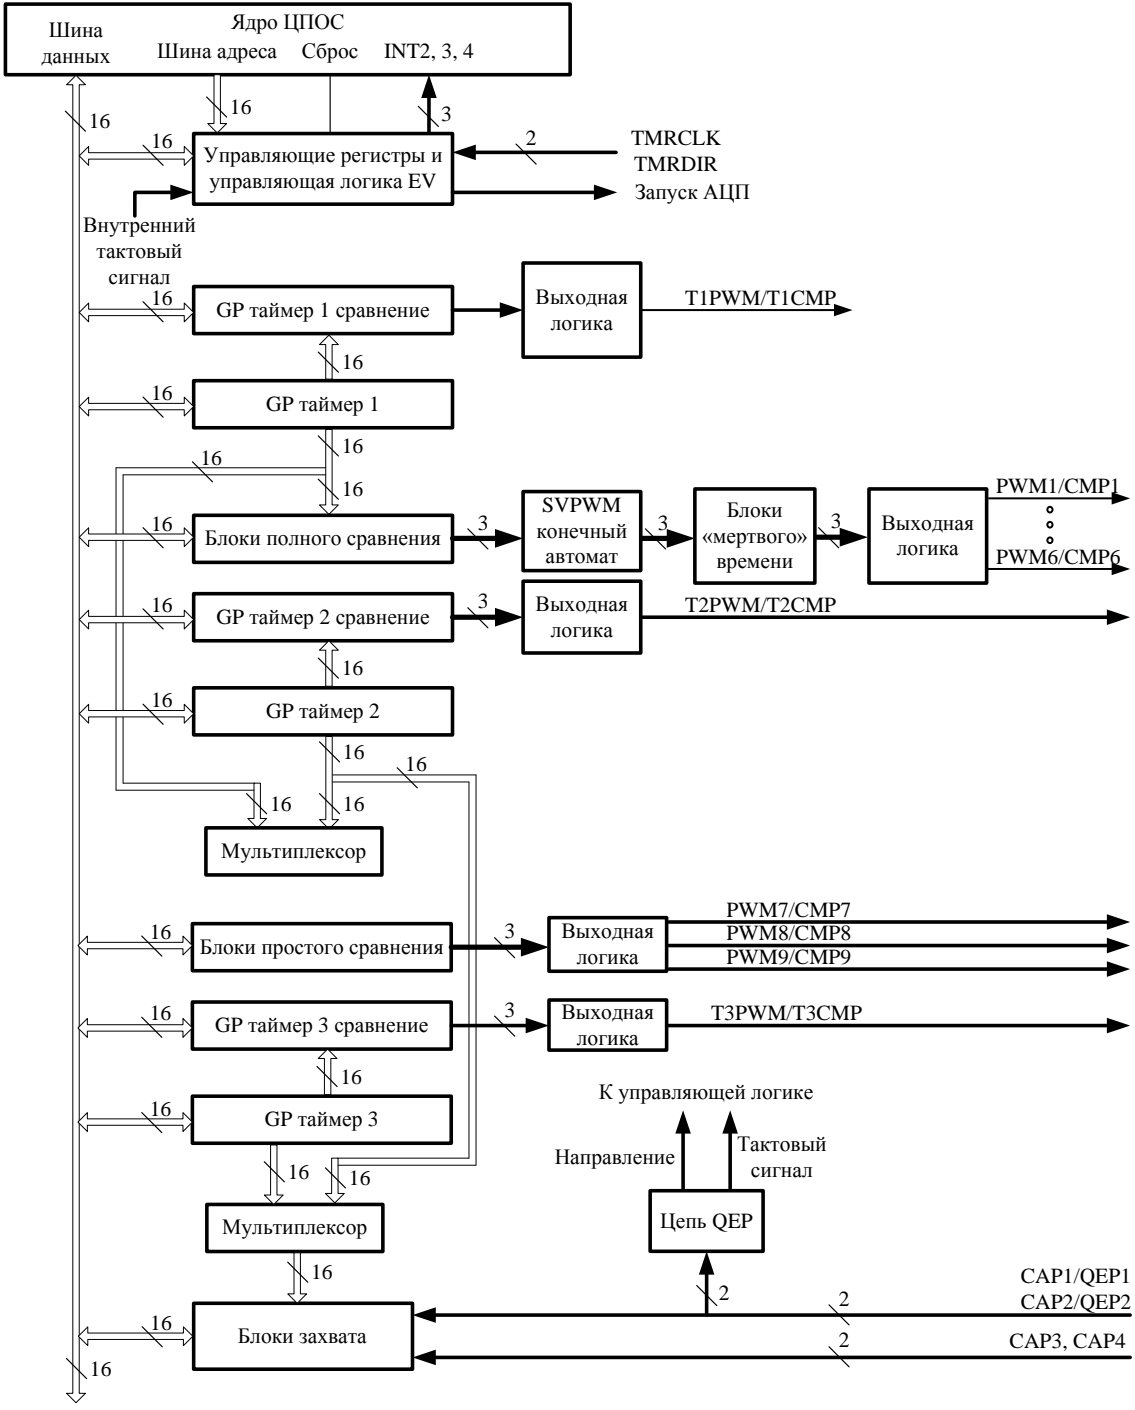 Ядро ЦПОС
Шина
данных
Шина адреса
Сброс
INT2, 3, 4
16
16
3
16
Управляющие регистры и
управляющая логика EV
2
TMRCLK
TMRDIR
Запуск АЦП
Внутренний
тактовый
сигнал
16
GP таймер 1 сравнение
Выходная
логика
T1PWM/T1CMP
16
16
GP таймер 1
16
16
16
16
Блоки полного сравнения
3
SVPWM
конечный
автомат
3
Блоки
«мертвого»
времени
3
Выходная
логика
PWM1/CMP1
PWM6/CMP6
16
GP таймер 2 сравнение
3
Выходная
логика
T2PWM/T2CMP
16
16
GP таймер 2
16
16
16
16
Мультиплексор
16
Блоки простого сравнения
3
Выходная
логика
PWM7/CMP7
PWM8/CMP8
PWM9/CMP9
16
GP таймер 3 сравнение
3
Выходная
логика
T3PWM/T3CMP
16
16
GP таймер 3
К управляющей логике
Направление
Тактовый
сигнал
16
16
Мультиплексор
Цепь QEP
16
2
2
CAP1/QEP1
CAP2/QEP2
16
Блоки захвата
2
CAP3, CAP4
16